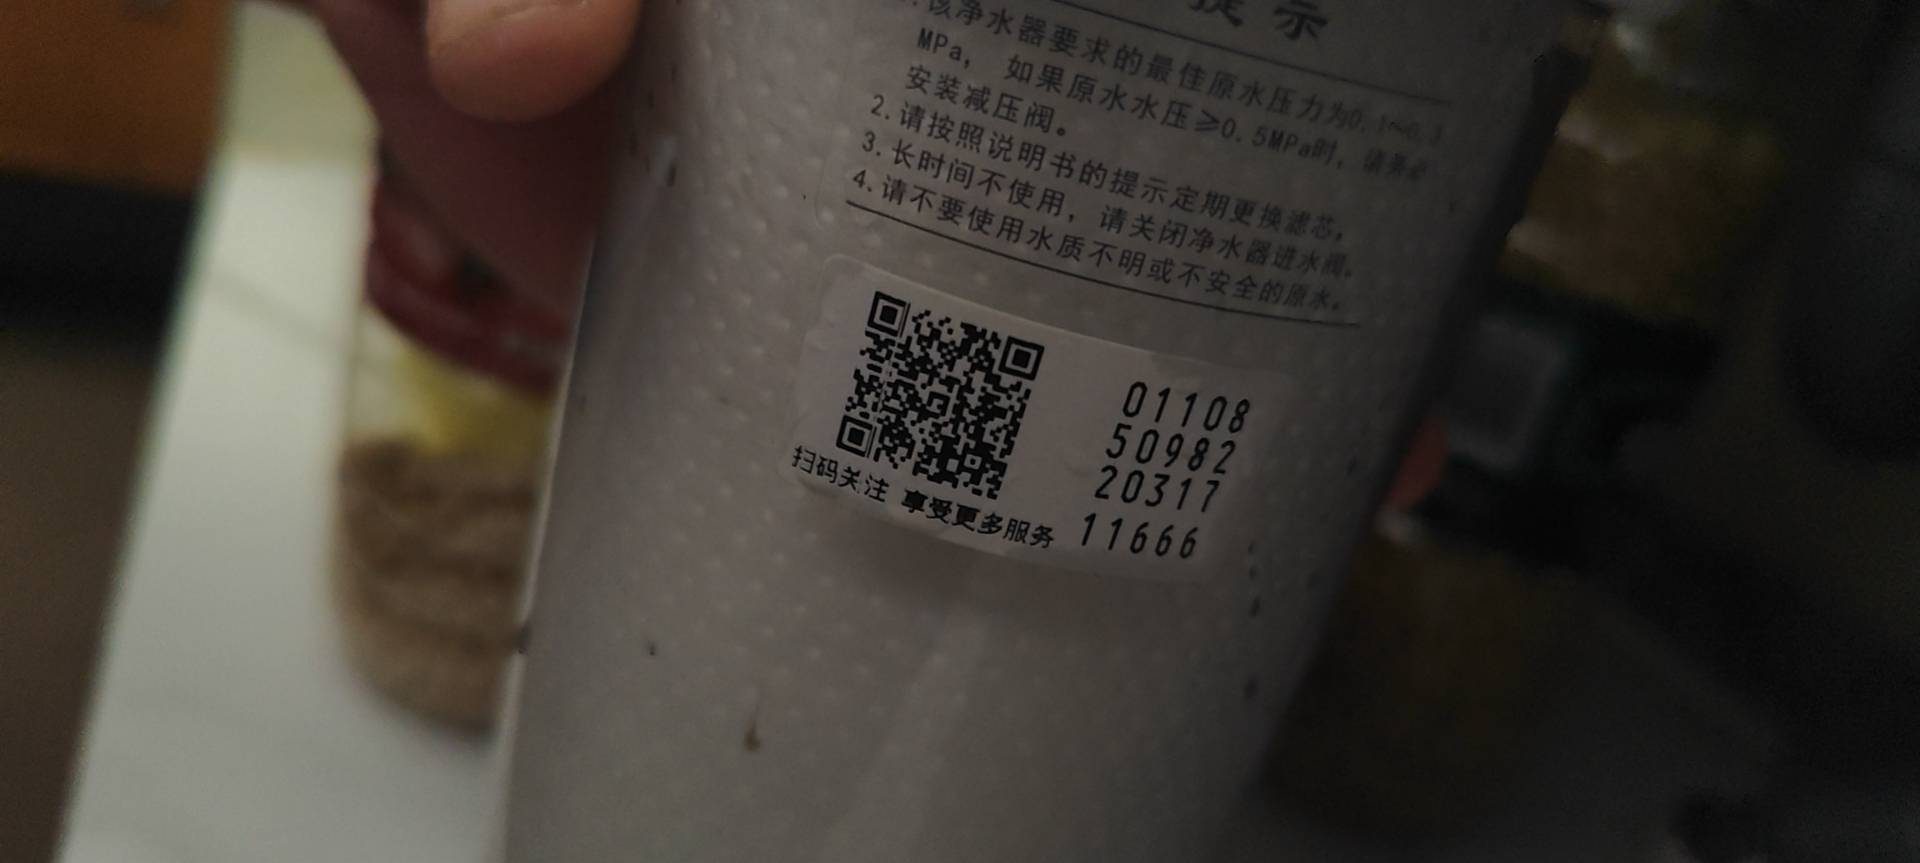 提示
1.该净水器要求的最佳原水压力为0.1~0.3
MPa，如果原水水压≥0.5MPa时，请务必
安装减压阀。
2.请按照说明书的提示定期更换滤芯，
3.长时间不使用，请关闭净水器进水阀，
4.请不要使用水质不明或不安全的原水。
01108
50982
20317
11666
扫码关注 享受更多服务